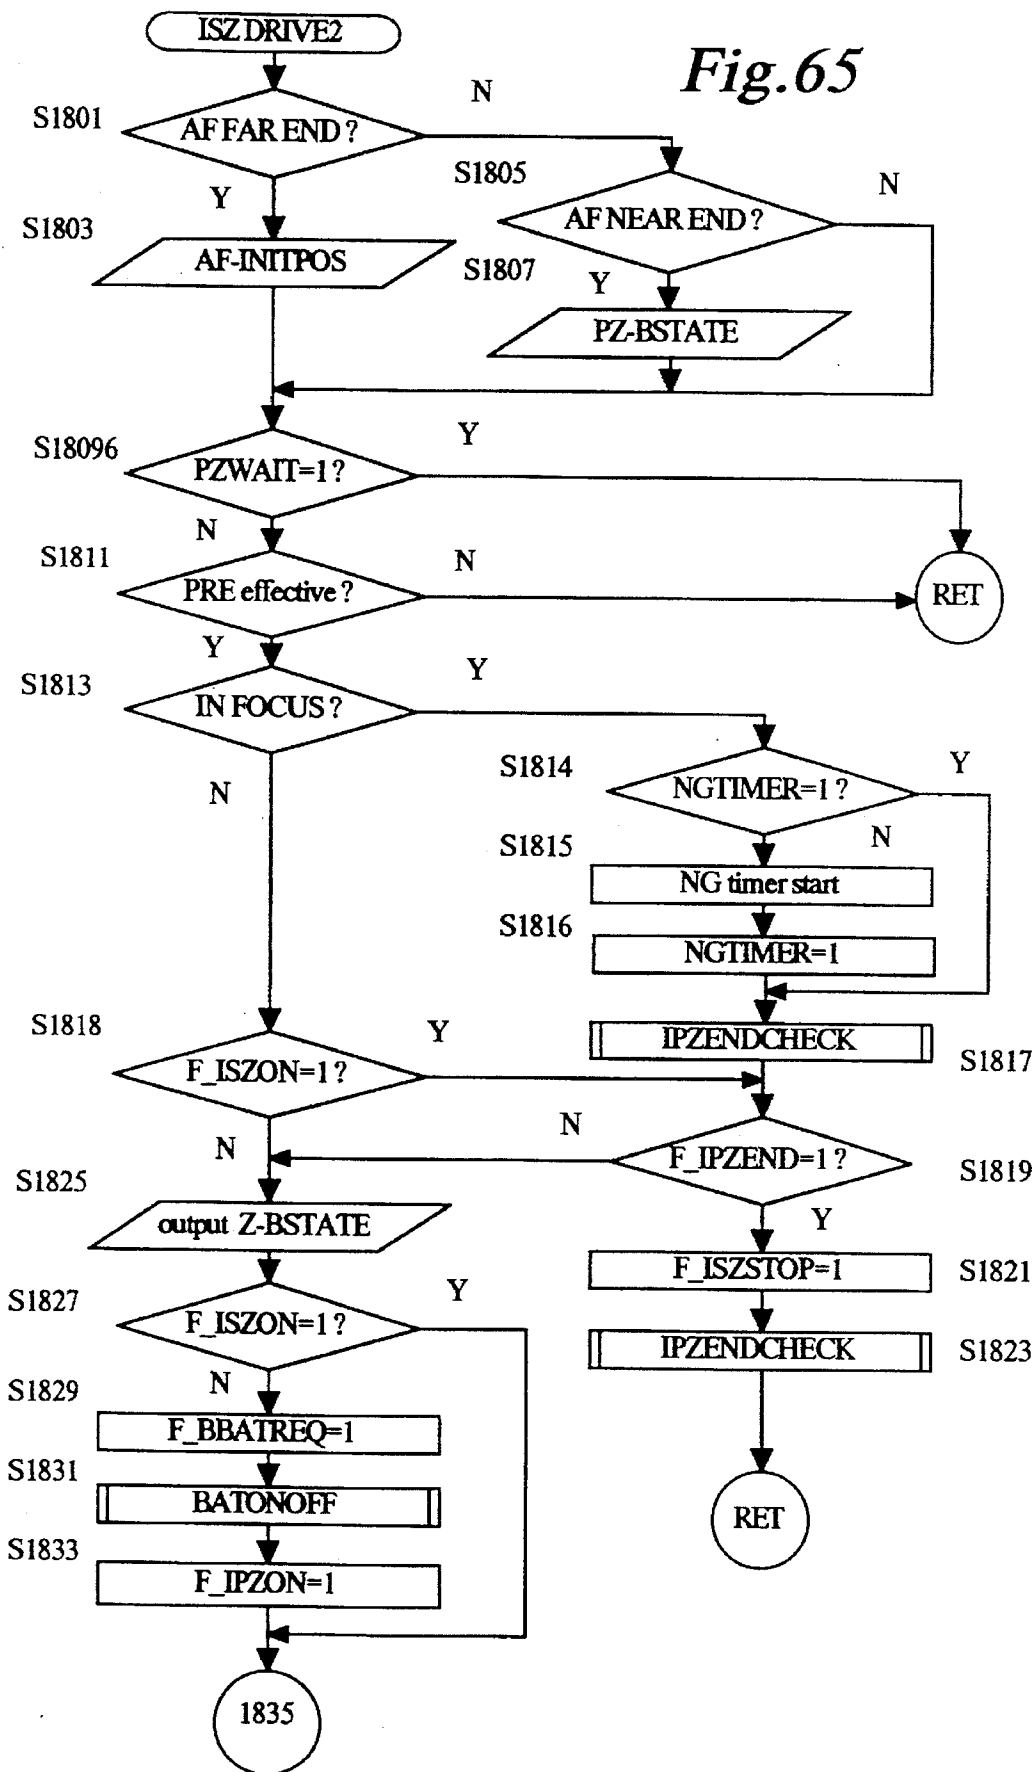 ISZ DRIVE2
Fig.65
N
S1801
AF FAR END ?
S1805
N
Y
AF NEAR END ?
S1803
AF-INITPOS
S1807
Y
PZ-BSTATE
S18096
Y
PZWAIT=1 ?
N
S1811
N
PRE effective ?
RET
Y
S1813
Y
IN FOCUS ?
S1814
Y
N
NGTIMER=1 ?
N
S1815
NG timer start
S1816
NGTIMER=1
S1818
Y
IPZENDCHECK
S1817
F_ISZON=1 ?
N
N
F_IPZEND=1 ?
S1819
S1825
output Z-BSTATE
Y
F_ISZSTOP=1
S1821
S1827
Y
F_ISZON=1 ?
IPZENDCHECK
S1823
N
S1829
F_BBATREQ=1
S1831
BATONOFF
RET
S1833
F_IPZON=1
1835